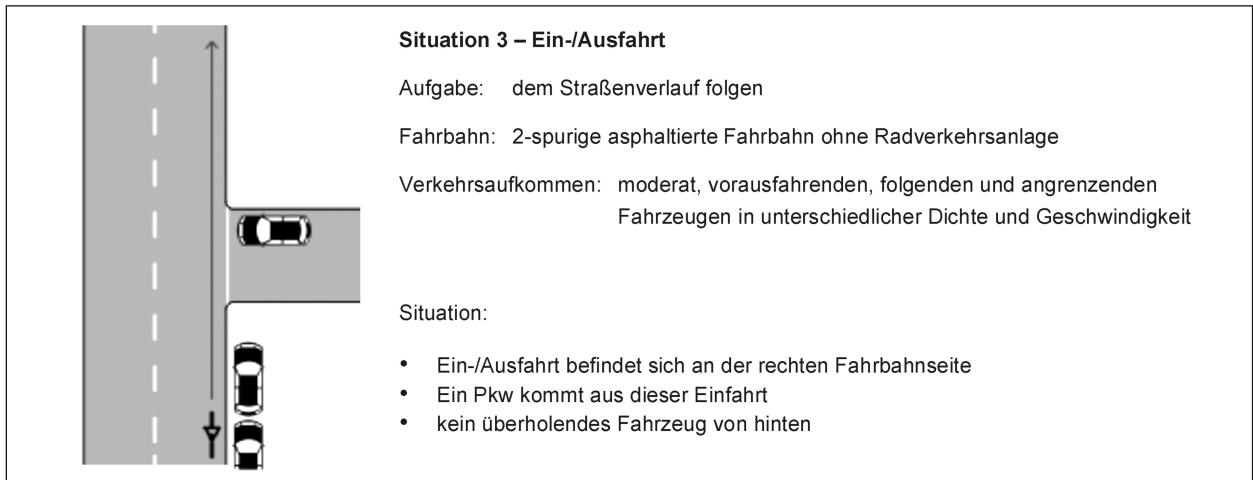 Situation 3 – Ein-/Ausfahrt
Aufgabe: dem Straßenverlauf folgen
Fahrbahn: 2-spurige asphaltierte Fahrbahn ohne Radverkehrsanlage
Verkehrsaufkommen: moderat, vorausfahrenden, folgenden und angrenzenden
Fahrzeugen in unterschiedlicher Dichte und Geschwindigkeit
Situation:
• Ein-/Ausfahrt befindet sich an der rechten Fahrbahnseite
• Ein Pkw kommt aus dieser Einfahrt
• kein überholendes Fahrzeug von hinten